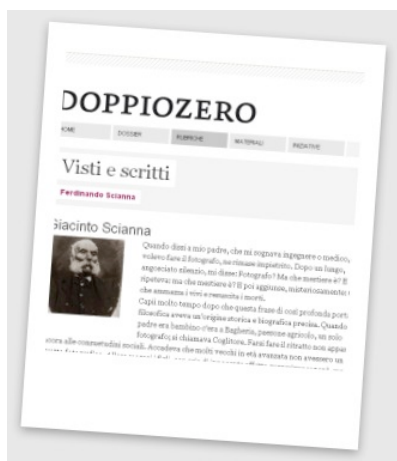 DOPPIOZERO
HOME DOSSIER RUBRICHE MATERIALI INIZIATIVE
Visti e scritti
Ferdinando Scianna
Giacinto Scianna
Quando dissi a mio padre, che mi sognava ingegnere o medico,
volevo fare il fotografo, ne rimase impietrito. Dopo un lungo,
angosciato silenzio, mi disse: Fotografo? Ma che mestiere è? E
ripeteva: ma che mestiere è? E poi aggiunse, misteriosamente:
che ammazza i vivi e resuscita i morti.
Capii molto tempo dopo che questa frase di così profonda port
filosofica aveva un'origine storica e biografica precisa. Quando
padre era bambino c'era a Bagheria, paesone agricolo, un solo
fotografo; si chiamava Coglitore. Farsi fare il ritratto non appar
ancora alle consuetudini sociali. Accadeva che molti vecchi in età avanzata non avessero un